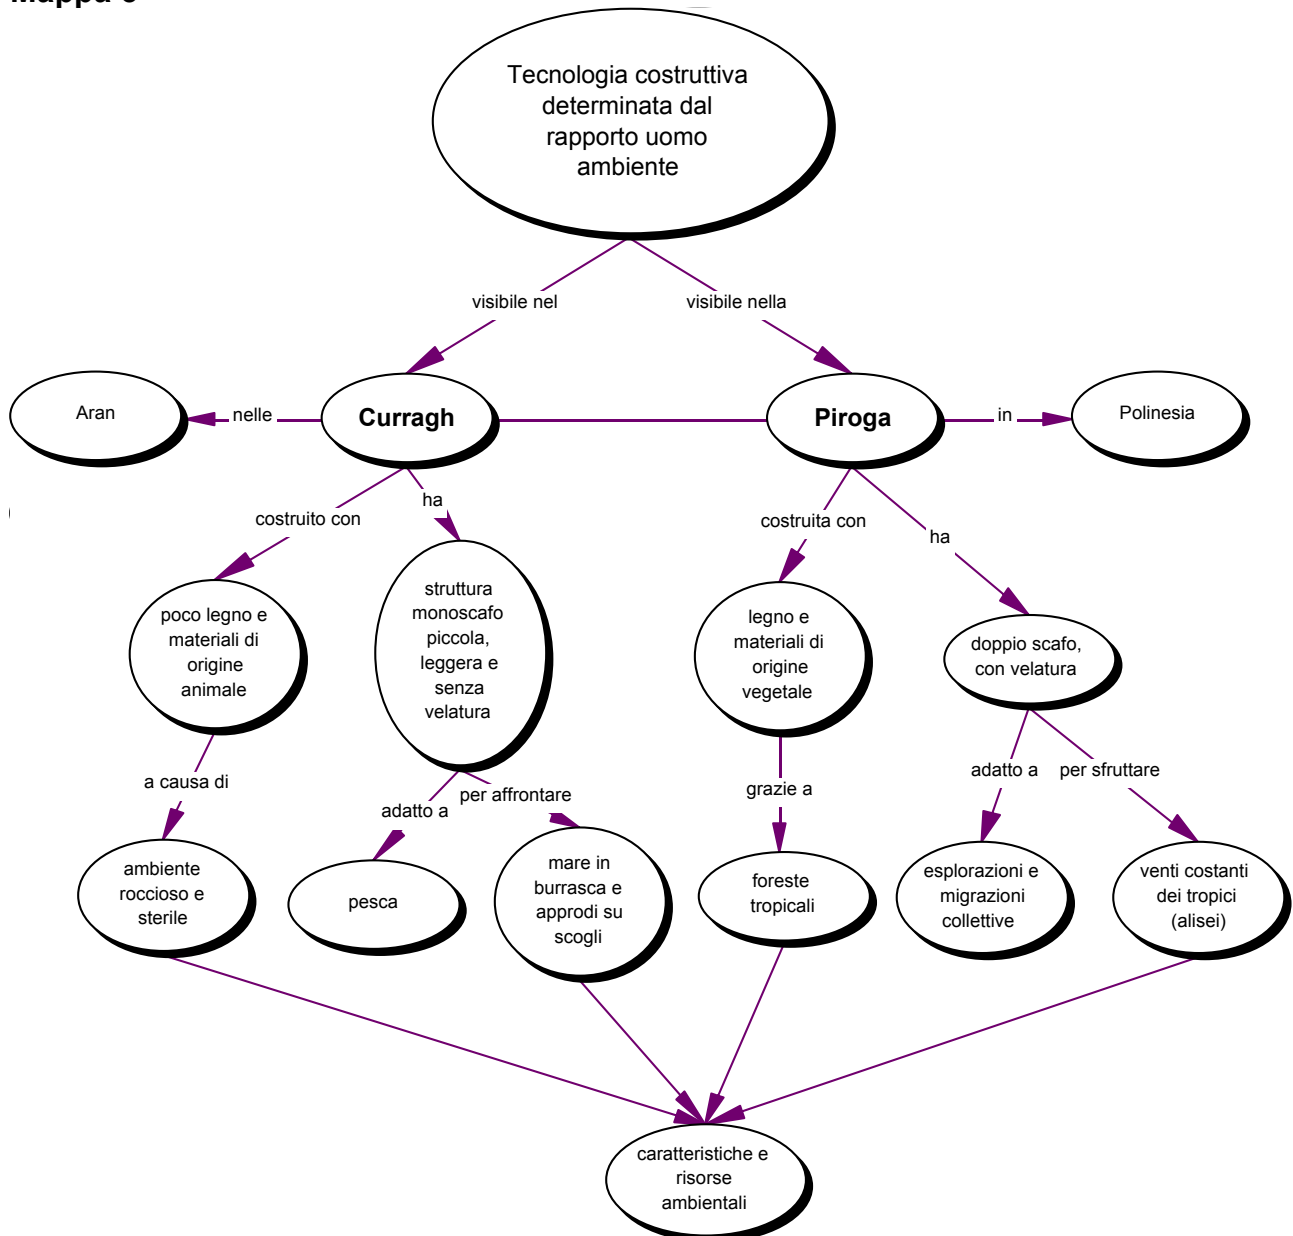 Tecnologia costruttiva
determinata dal
rapporto uomo
ambiente
visibile nel
visibile nella
Aran
nelle
Curragh
Piroga
in
Polinesia
costruito con
ha
costruita con
ha
poco legno e
materiali di
origine
animale
struttura
monoscafo
piccola,
leggera e
senza
velatura
legno e
materiali di
origine
vegetale
doppio scafo,
con velatura
a causa di
adatto a
per affrontare
grazie a
adatto a
per sfruttare
ambiente
roccioso e
sterile
pesca
mare in
burrasca e
approdi su
scogli
foreste
tropicali
esplorazioni e
migrazioni
collettive
venti costanti
dei tropici
(alisei)
caratteristiche e
risorse
ambientali